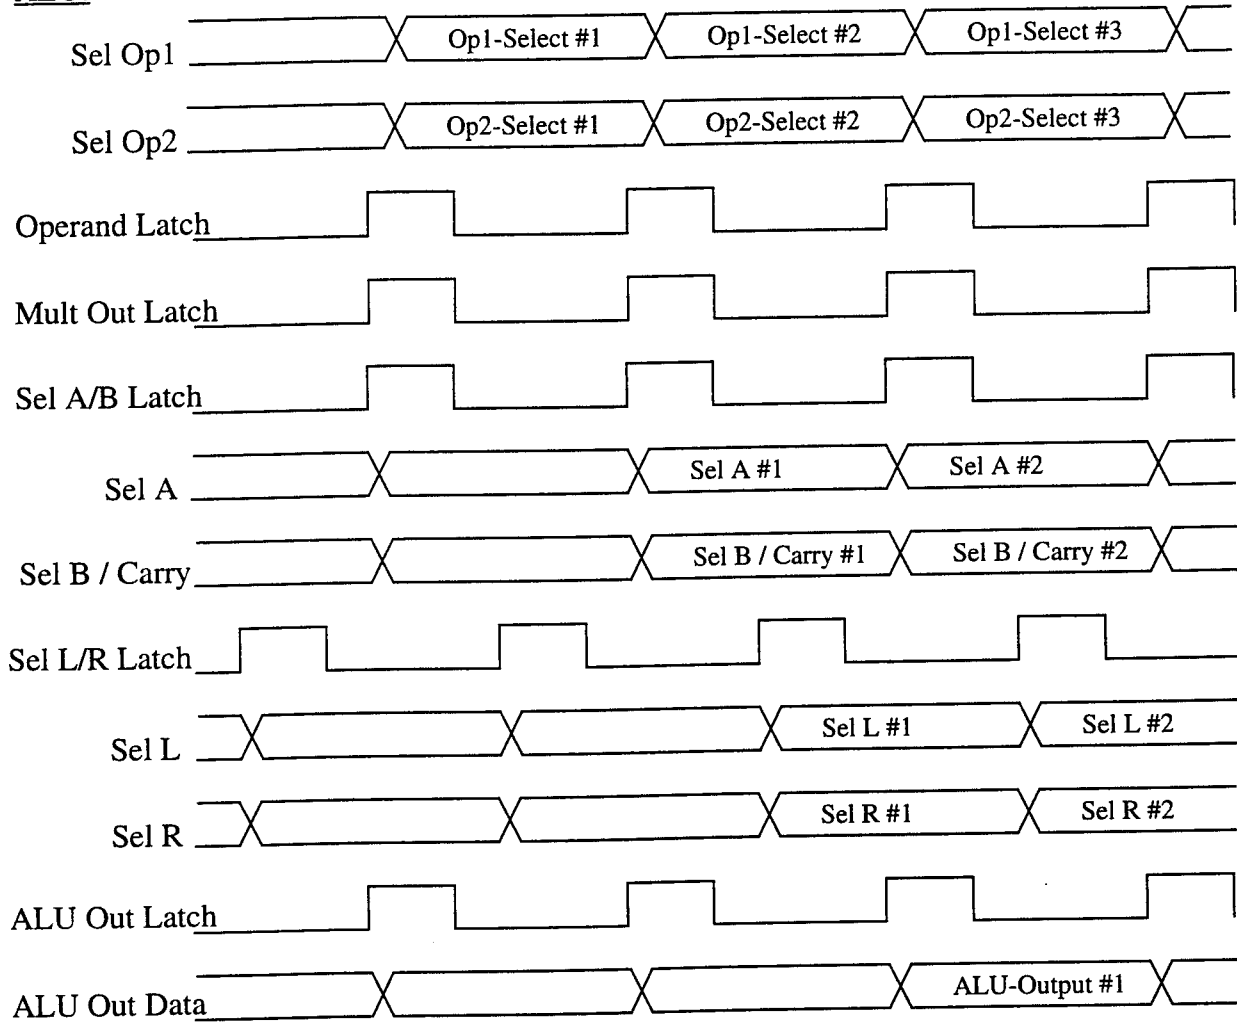 Op1-Select #1 Op1-Select #2 Op1-Select #3
Sel Op1
Op2-Select #1 Op2-Select #2 Op2-Select #3
Sel Op2
Operand Latch
Mult Out Latch
Sel A/B Latch
Sel A #1 Sel A #2
Sel A
Sel B / Carry #1 Sel B / Carry #2
Sel B / Carry
Sel L/R Latch
Sel L #1 Sel L #2
Sel L
Sel R #1 Sel R #2
Sel R
ALU Out Latch
ALU-Output #1
ALU Out Data